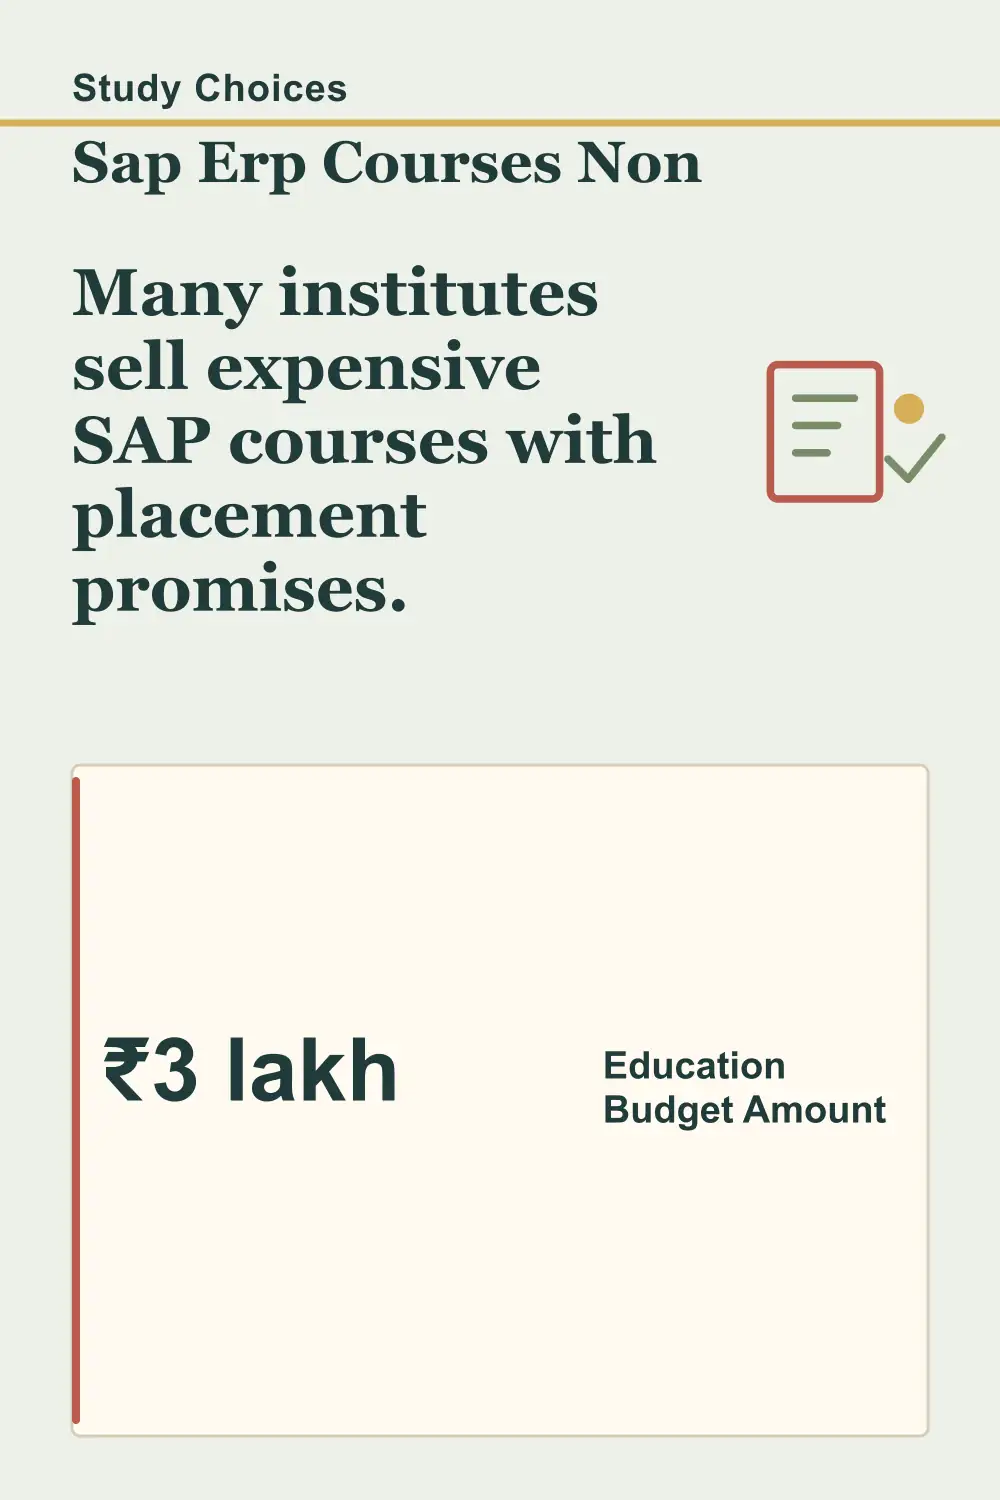 Study Choices
Sap Erp Courses Non
Many institutes
sell expensive
SAP courses with
placement
promises.
₹3 lakh
Education
Budget Amount